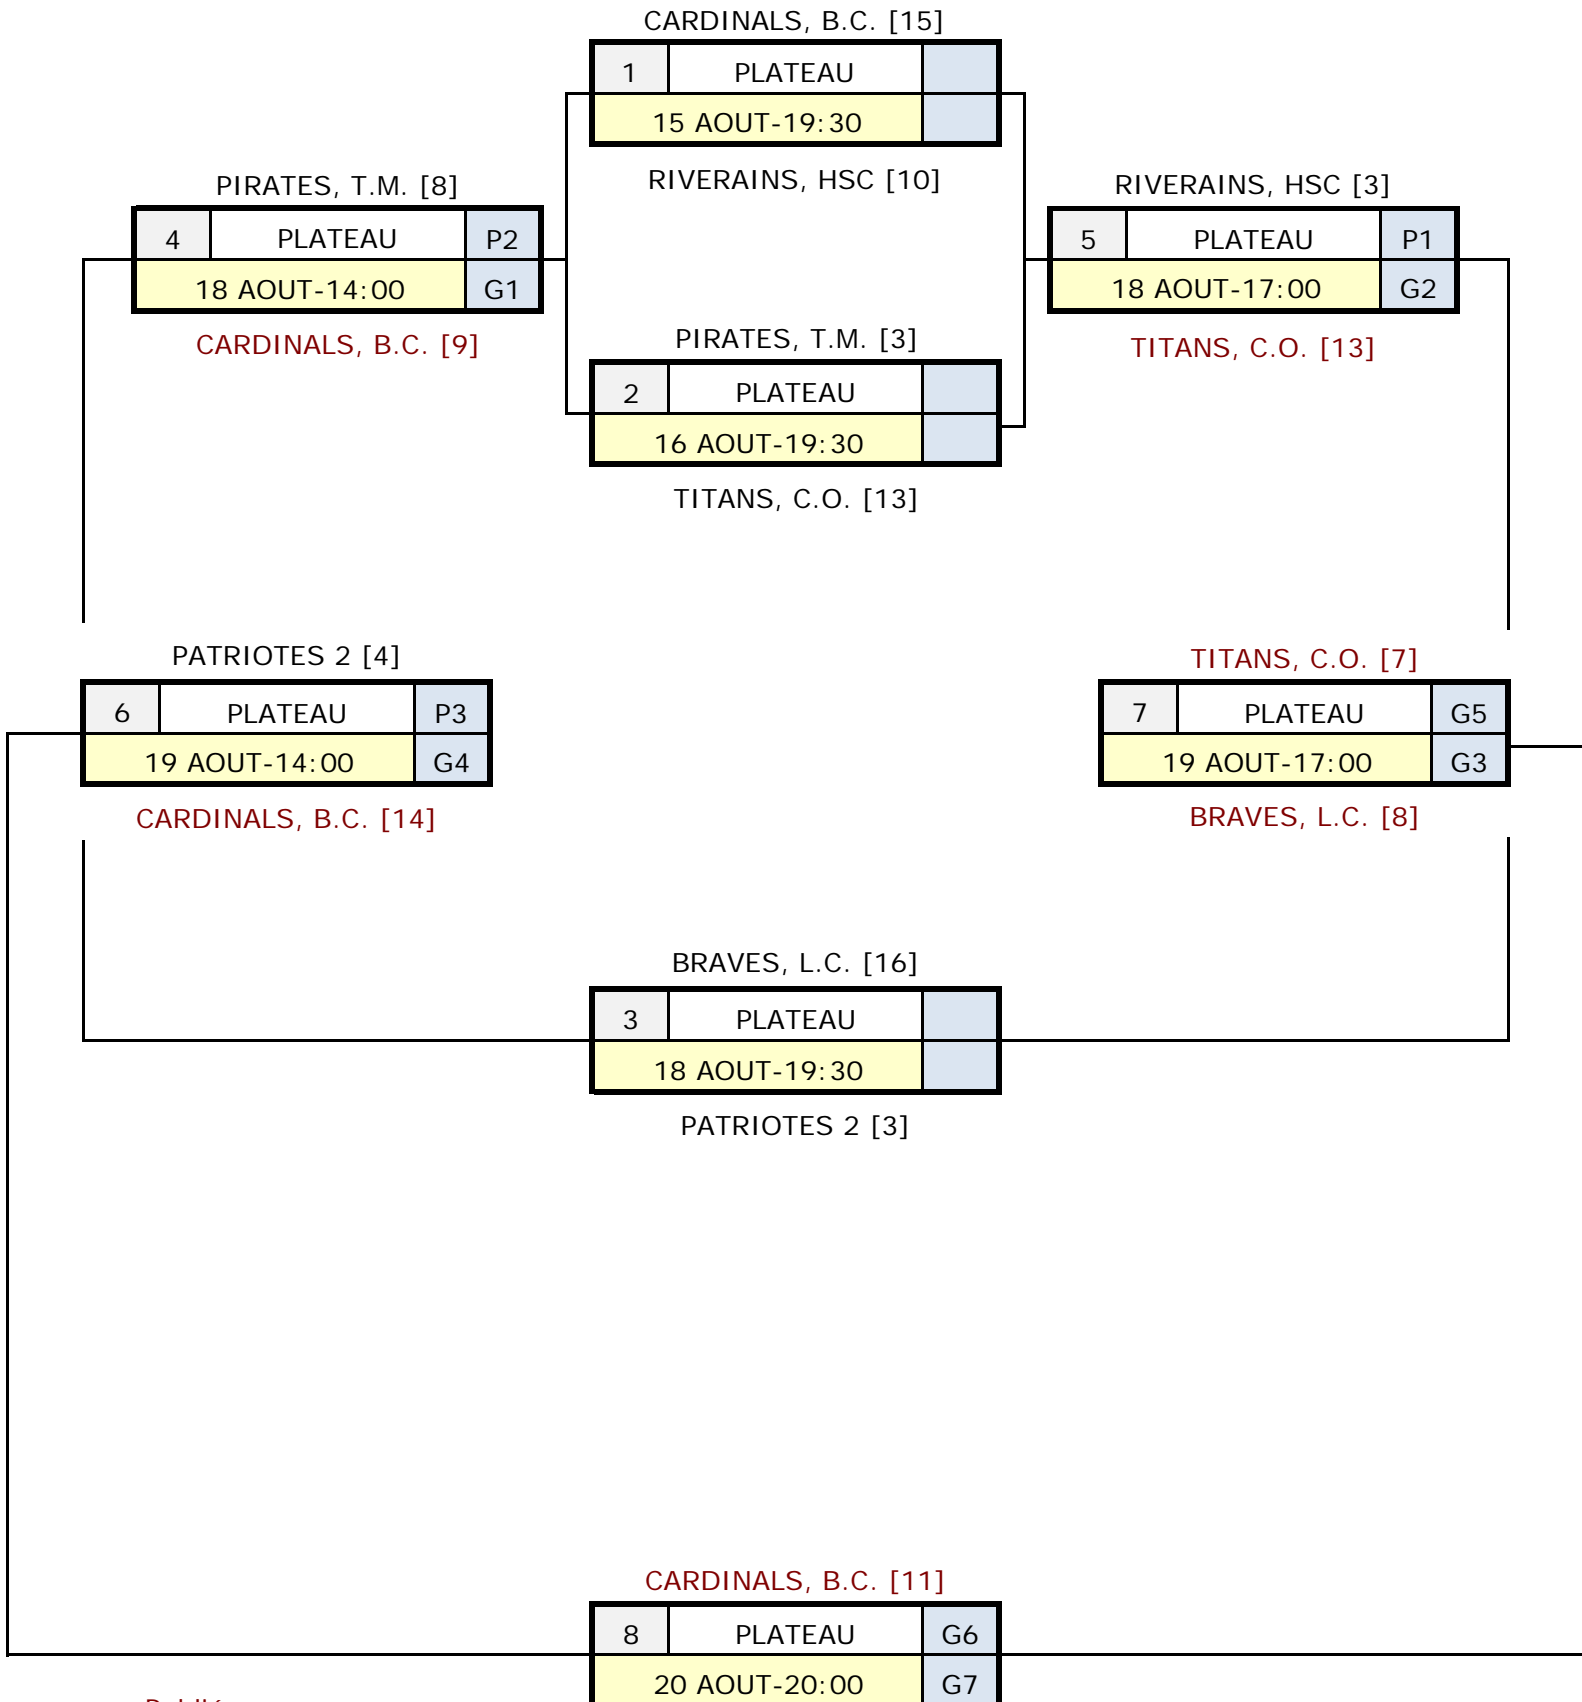 CARDINALS, B.C. [15]
1 PLATEAU
15 AOUT-19:30
RIVERAINS, HSC [10]
PIRATES, T.M. [8]
4 PLATEAU P2
18 AOUT-14:00 G1
CARDINALS, B.C. [9]
RIVERAINS, HSC [3]
5 PLATEAU P1
18 AOUT-17:00 G2
TITANS, C.O. [13]
PIRATES, T.M. [3]
2 PLATEAU
16 AOUT-19:30
TITANS, C.O. [13]
PATRIOTES 2 [4]
6 PLATEAU P3
19 AOUT-14:00 G4
CARDINALS, B.C. [14]
TITANS, C.O. [7]
7 PLATEAU G5
19 AOUT-17:00 G3
BRAVES, L.C. [8]
BRAVES, L.C. [16]
3 PLATEAU
18 AOUT-19:30
PATRIOTES 2 [3]
CARDINALS, B.C. [11]
8 PLATEAU G6
20 AOUT-20:00 G7